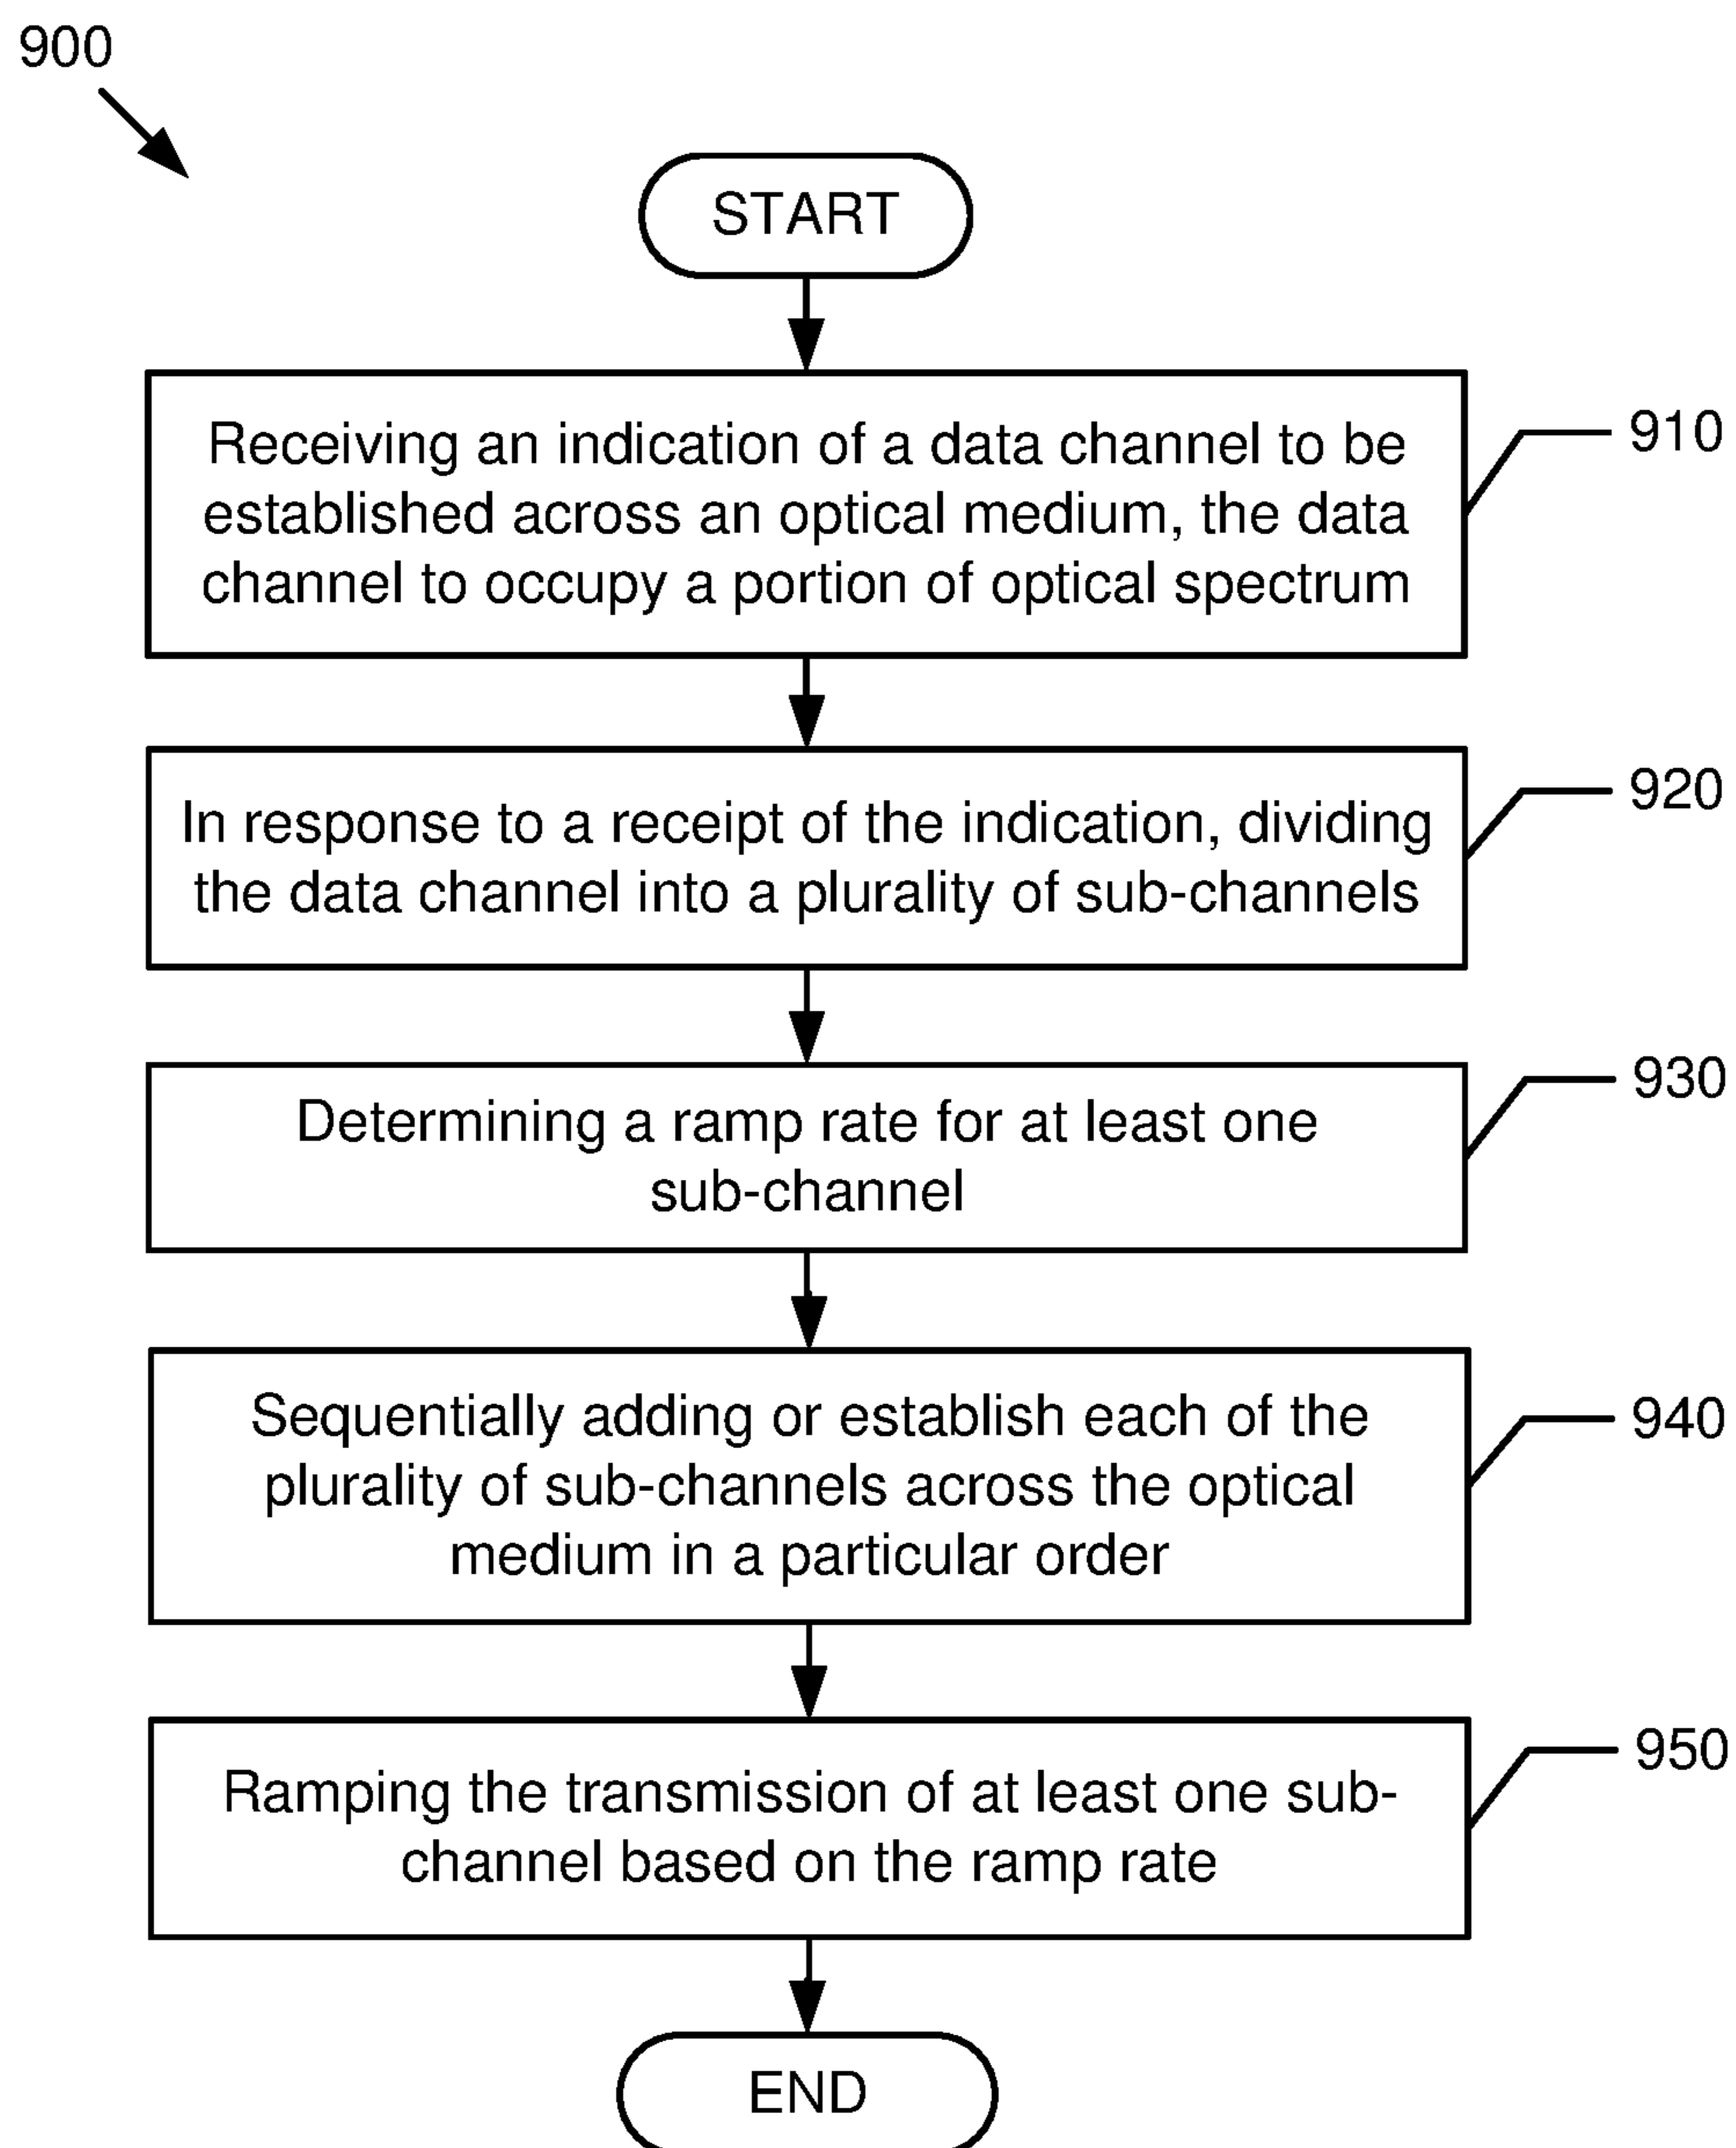 900
START
Receiving an indication of a data channel to be
established across an optical medium, the data
channel to occupy a portion of optical spectrum
910
In response to a receipt of the indication, dividing
the data channel into a plurality of sub-channels
920
Determining a ramp rate for at least one
sub-channel
930
Sequentially adding or establish each of the
plurality of sub-channels across the optical
medium in a particular order
940
Ramping the transmission of at least one sub-
channel based on the ramp rate
950
END